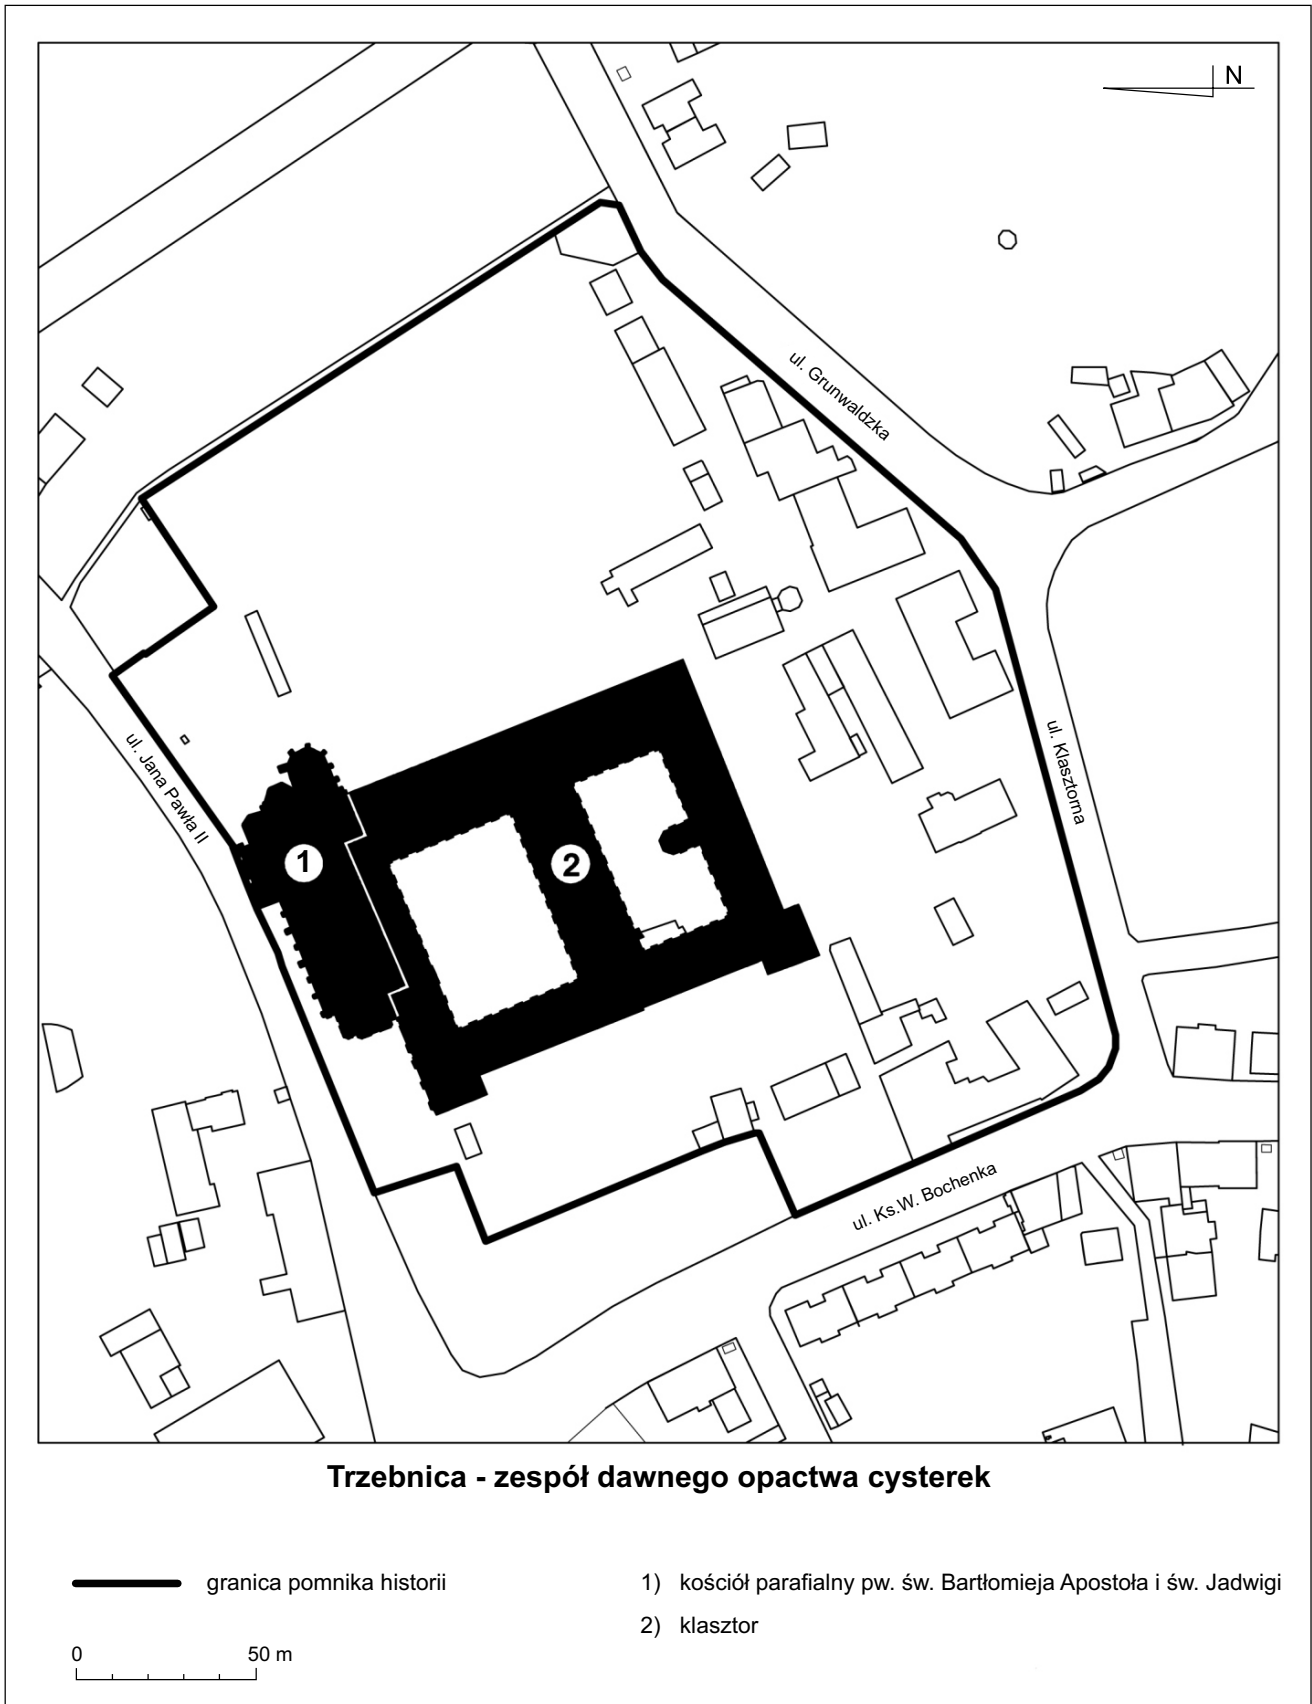 N
ul. Grunwaldzka
ul. Jana Pawła II
ul. Klasztorna
1
2
ul. Ks.W. Bochenka
Trzebnica - zespół dawnego opactwa cysterek
granica pomnika historii
1) kościół parafialny pw. św. Bartłomieja Apostoła i św. Jadwigi
2) klasztor
0 50 m